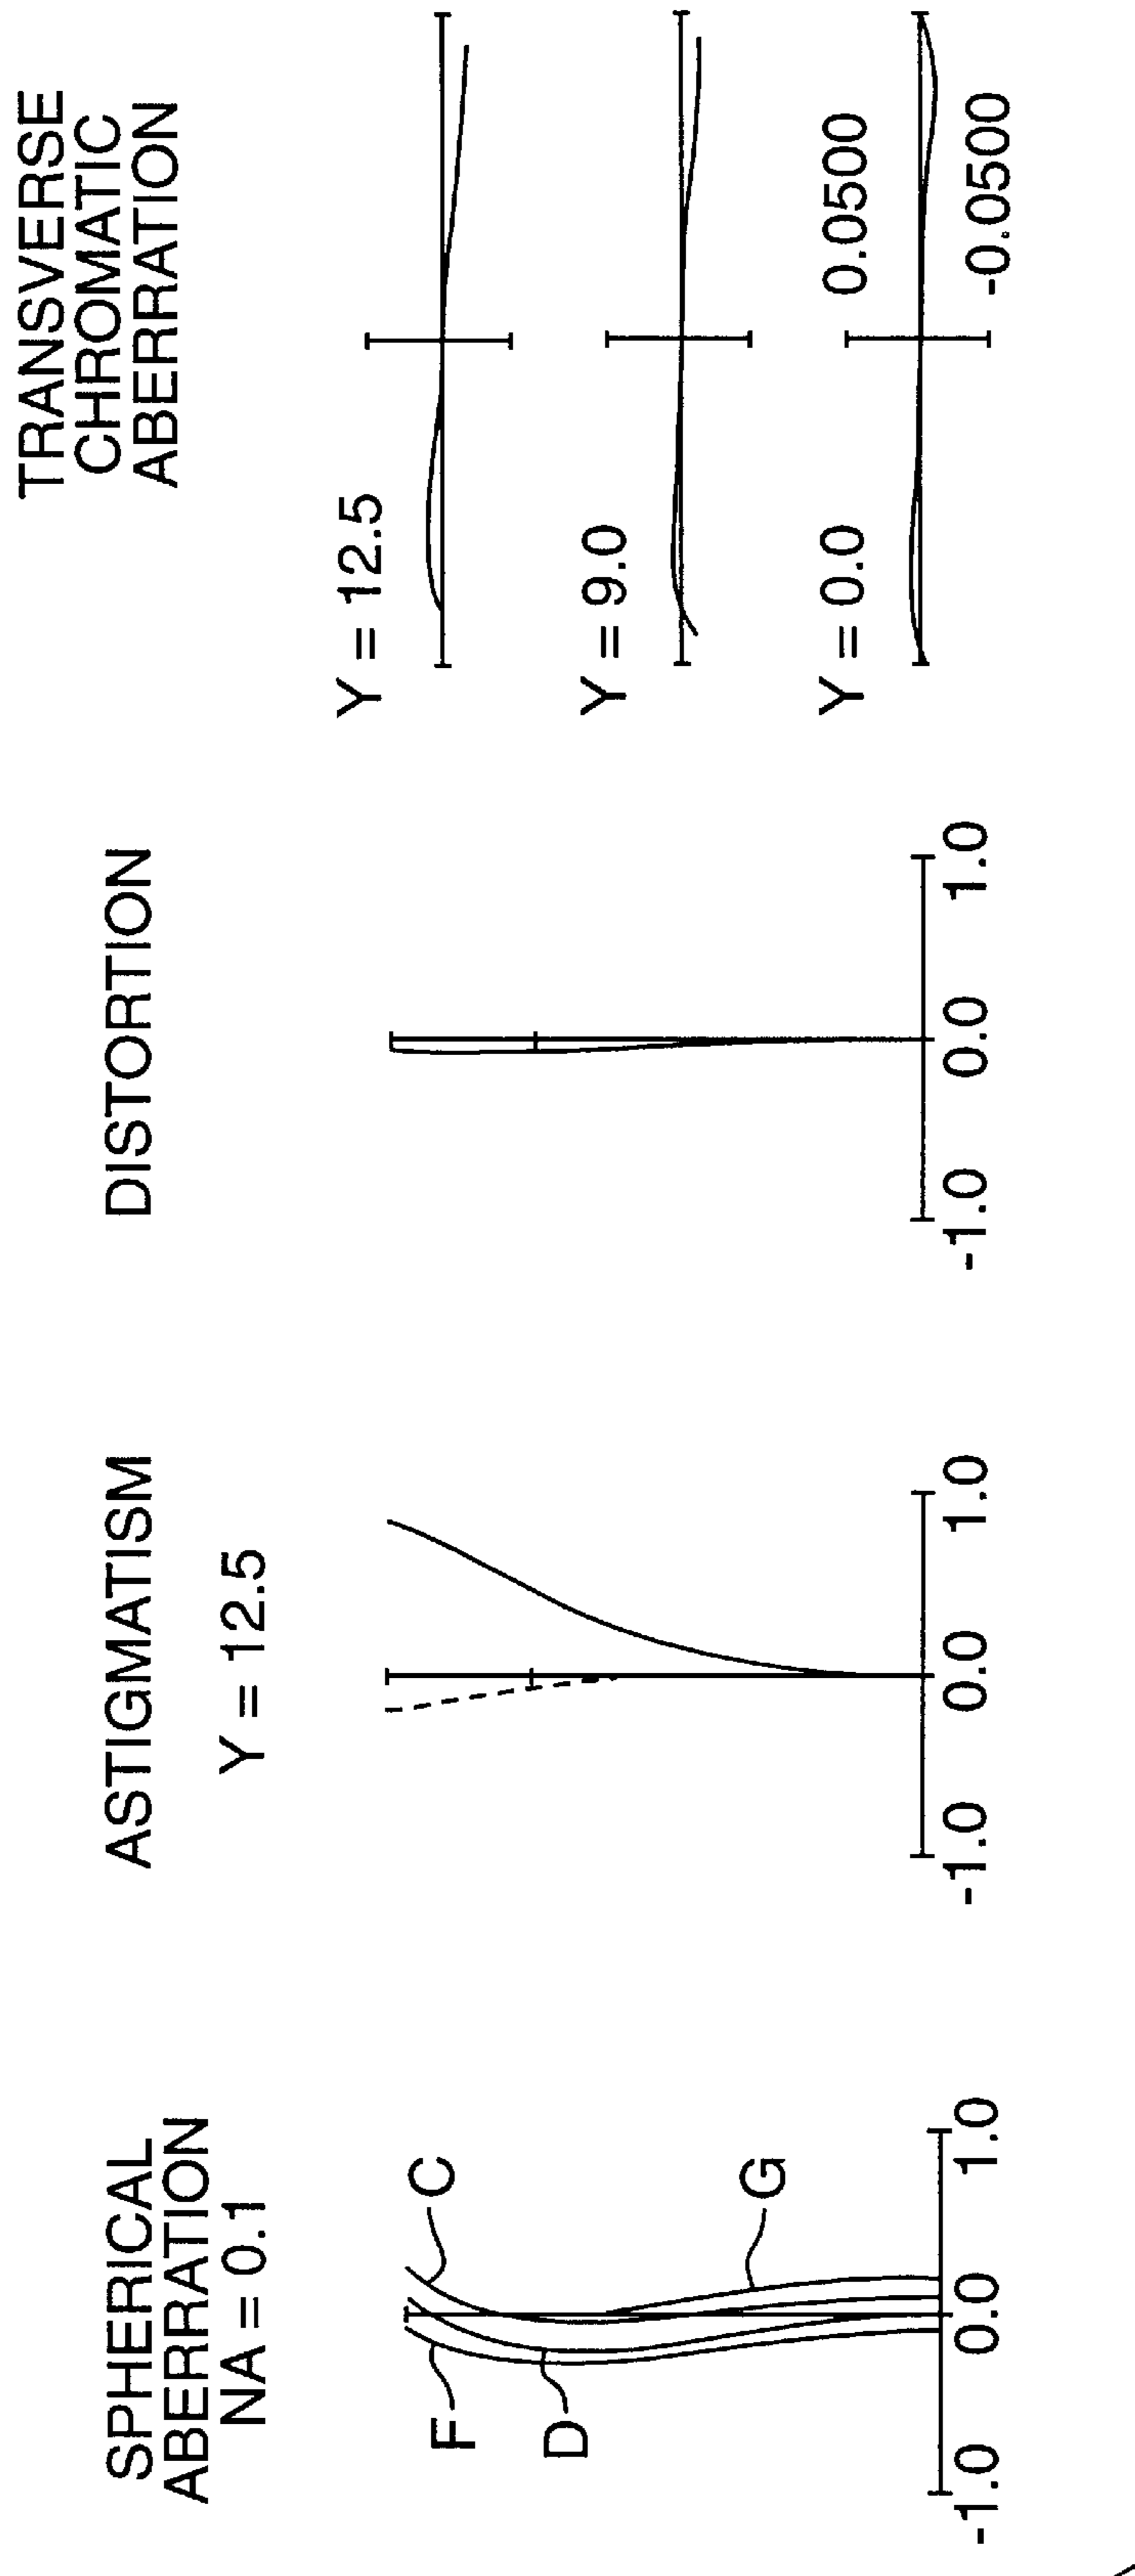 SPHERICAL
ABERRATION
NA = 0.1
F
D
C
G
-1.0
0.0
1.0
ASTIGMATISM
Y = 12.5
-1.0
0.0
1.0
DISTORTION
-1.0
0.0
1.0
TRANSVERSE
CHROMATIC
ABERRATION
Y = 12.5
Y = 9.0
Y = 0.0
0.0500
-0.0500